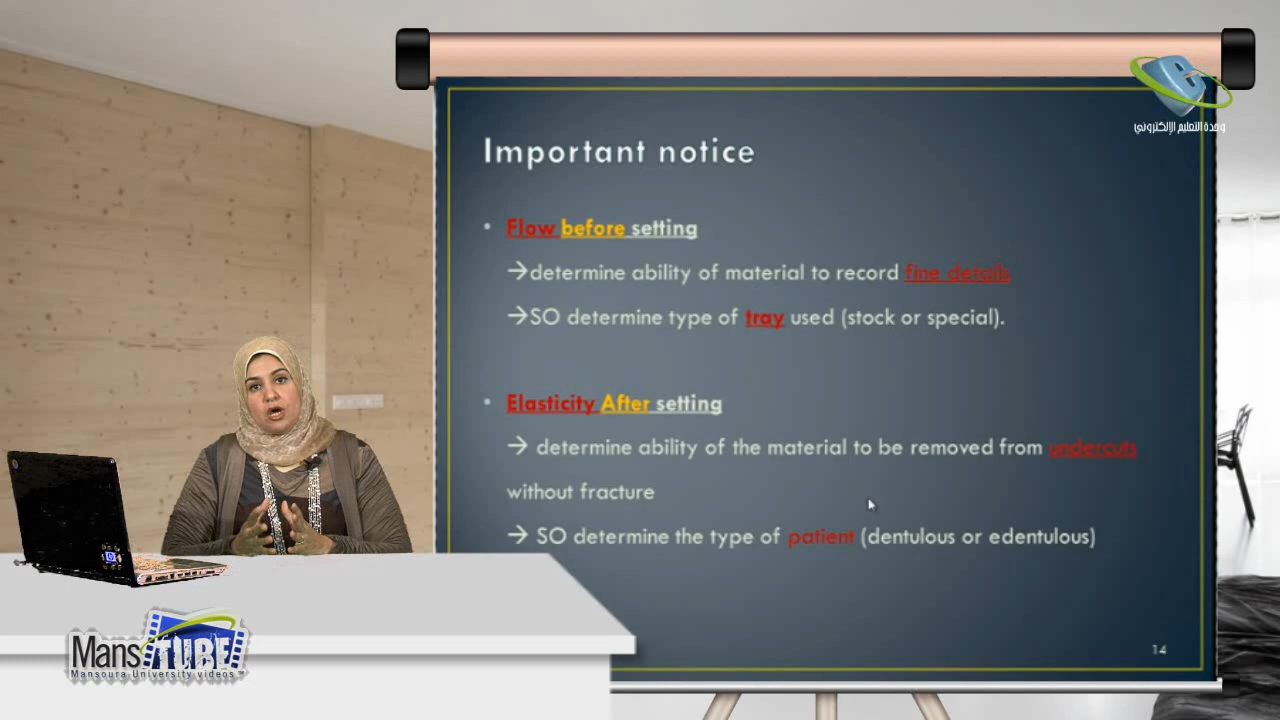 وحدة التعليم الإلكتروني
Important notice
• Flow before setting
→determine ability of material to record fine details
→SO determine type of tray used (stock or special).
• Elasticity After setting
→ determine ability of the material to be removed from undercuts
without fracture
→ SO determine the type of patient (dentulous or edentulous)
14
MansTUBE
Mansoura University videos